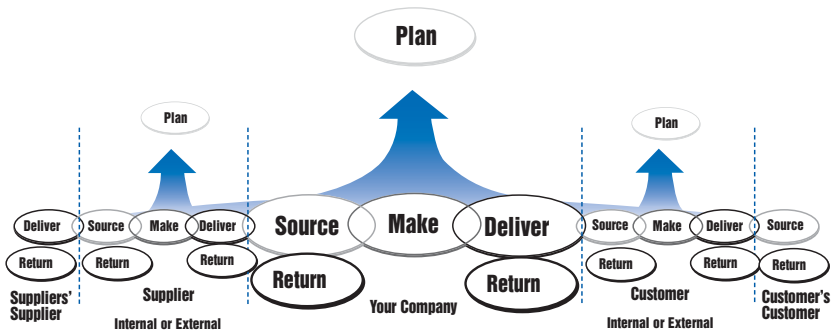 Plan
Plan
Plan
Deliver
Source
Make
Deliver
Source
Make
Deliver
Source
Make
Deliver
Source
Return
Return
Return
Return
Return
Return
Return
Return
Suppliers'
Supplier
Supplier
Internal or External
Your Company
Customer
Internal or External
Customer's
Customer